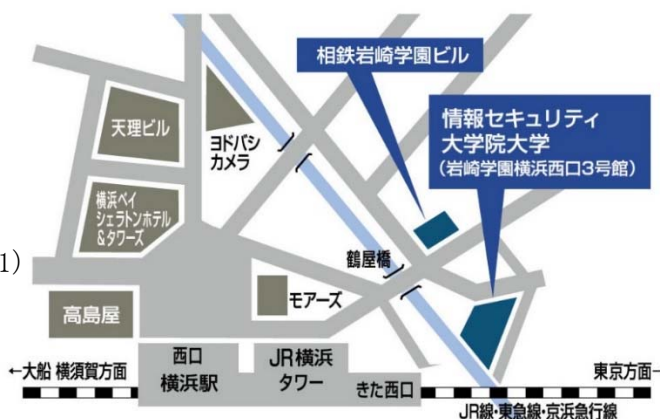 相鉄岩崎学園ビル
情報セキュリティ
大学院大学
(岩崎学園横浜西口3号館)
天理ビル
ヨドバシ
カメラ
横浜ベイ
シェラトンホテル
&タワーズ
1)
鶴屋橋
モアーズ
高島屋
西口
横浜駅
JR横浜
タワー
きた西口
←大船 横須賀方面
東京方面-
JR線・東急線・京浜急行線